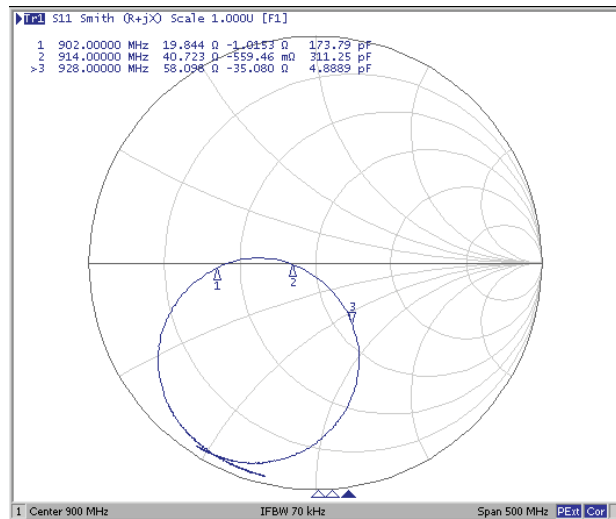 Tr1 S11 Smith (R+jX) Scale 1.000U [F1]
1 902.00000 MHz 19.844 Ω -1.0153 Ω 173.79 pF
2 914.00000 MHz 40.723 Ω -559.46 mΩ 311.25 pF
>3 928.00000 MHz 58.098 Ω -35.080 Ω 4.8889 pF
1
2
3
1 Center 900 MHz IFBW 70 kHz Span 500 MHz PExt Cor